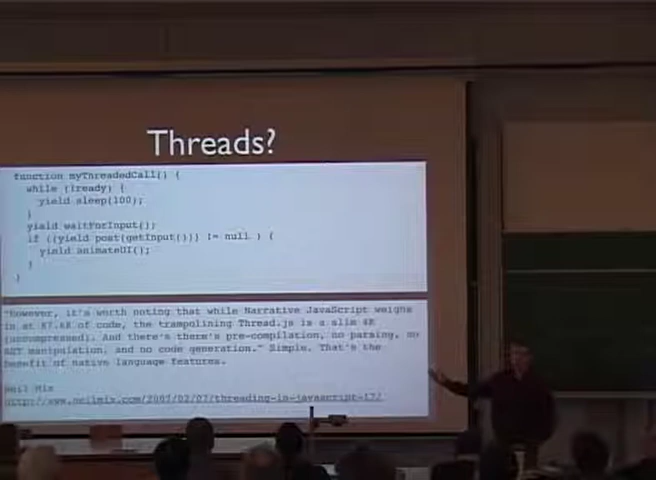 Threads?
function myThreadedCall() {
while (!ready) {
yield sleep(100);
}
yield waitForInput();
if ((yield post(getInput())) != null ) {
yield animateUI();
}
}
"However, it's worth noting that while Narrative JavaScript weighs
in at 87.6K of code, the trampolining Thread.js is a slim 4K
(uncompressed). And there's there's pre-compilation, no parsing, no
AST manipulation, and no code generation." Simple. That's the
benefit of native language features.
Neil Mix
http://www.neilmix.com/2007/02/07/threading-in-javascript-17/